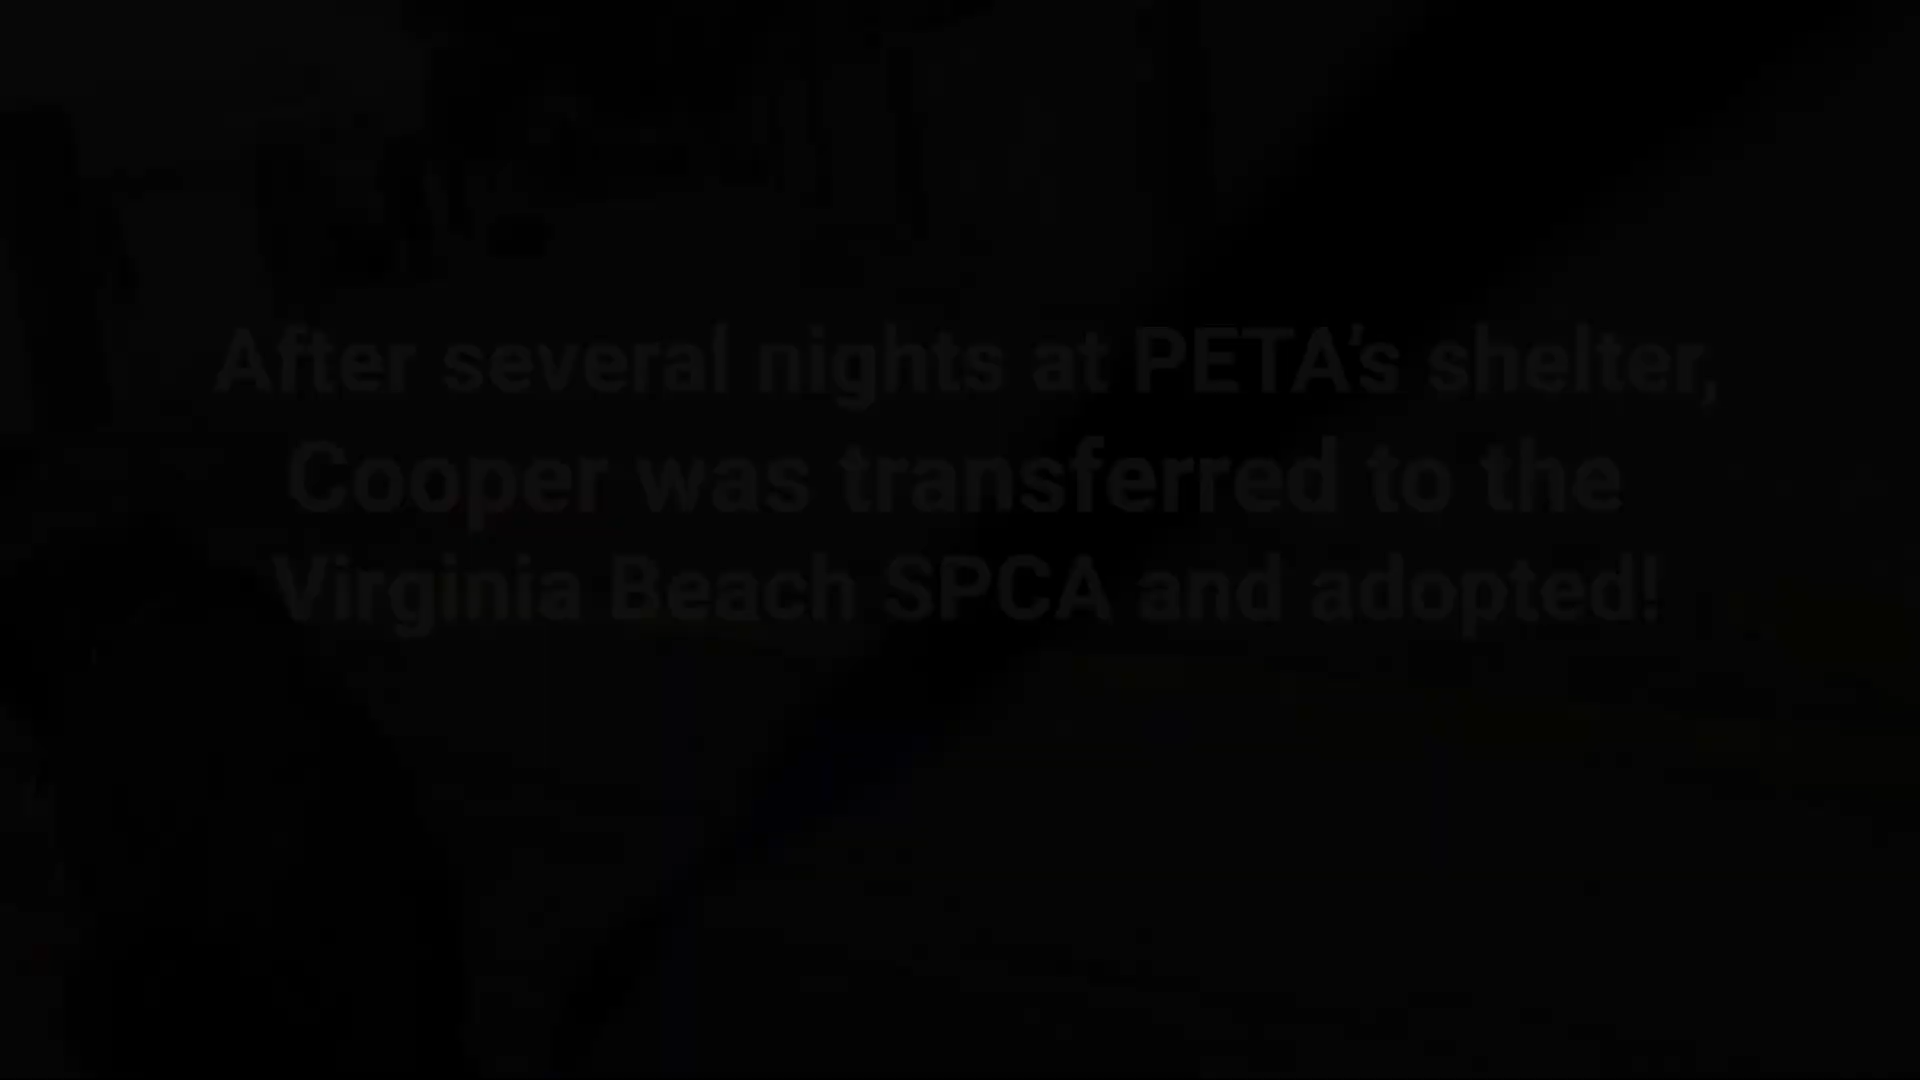 After several nights at PETA's shelter,
Cooper was transferred to the
Virginia Beach SPCA and adopted!